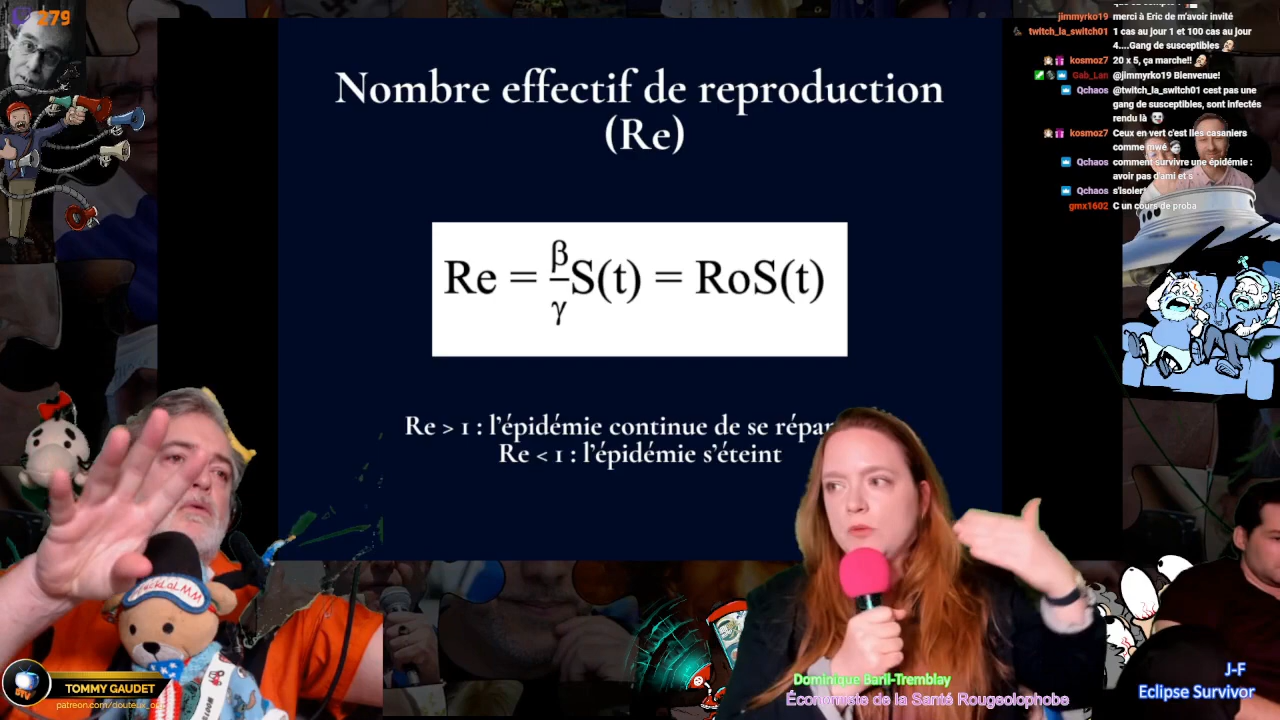 279
Nombre effectif de reproduction
(Re)
Re = β/γ S(t) = RoS(t)
Re > 1 : l'épidémie continue de se répar
Re < 1 : l'épidémie s'éteint
jimmyrko19 merci à Eric de m'avoir invité
twitch_la_switch01 1 cas au jour 1 et 100 cas au jour
4....Gang de susceptibles
kosmoz7 20 x 5, ça marche!!
Gab_Lan @jimmyrko19 Bienvenue!
Qchaos @twitch_la_switch01 cest pas une
gang de susceptibles, sont infectés
rendu là
kosmoz7 Ceux en vert c'est lles casaniers
comme mwé
Qchaos comment survivre une épidémie :
avoir pas d'ami et s
Qchaos s'isoler
gmx1602 C un cours de proba
DTV
TOMMY GAUDET
Dominique Baril-Tremblay
Économiste de la Santé Rougeolophobe
J-F
Eclipse Survivor